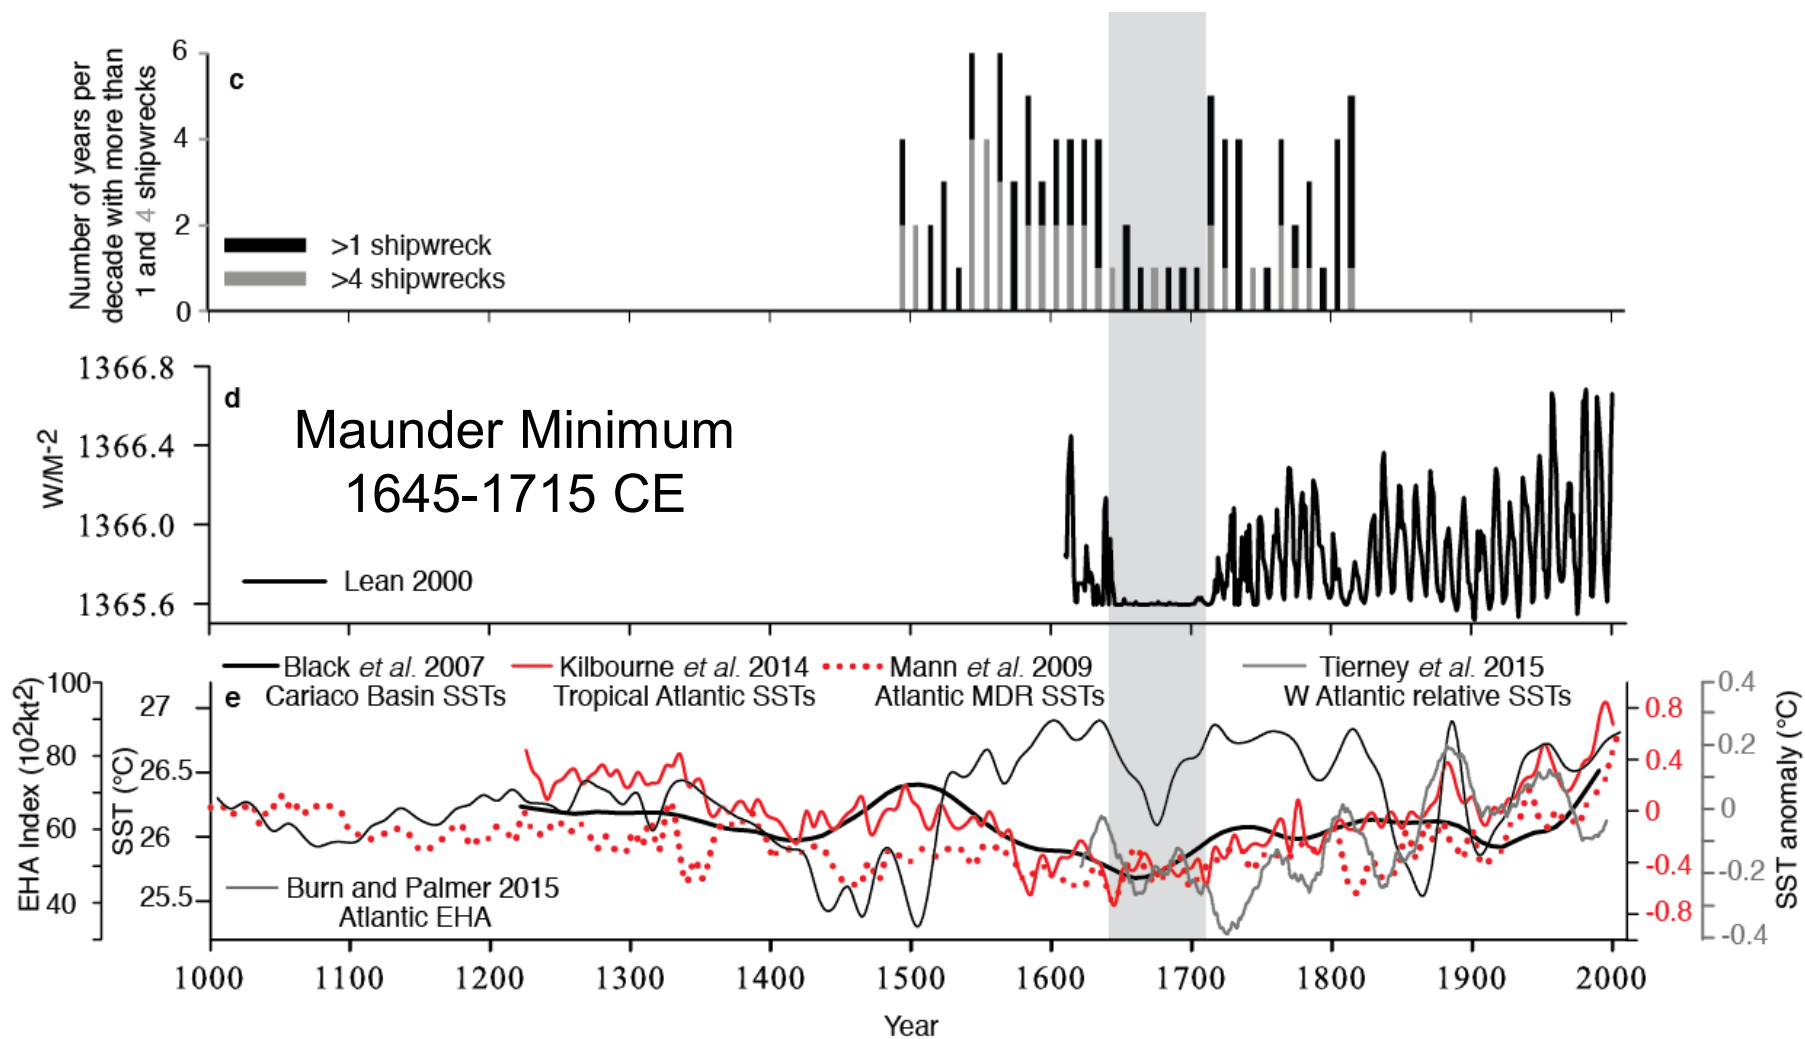 Number of years per
decade with more than
1 and 4 shipwrecks
6
4
2
0
c
>1 shipwreck
>4 shipwrecks
1366.8
1366.4
1366.0
1365.6
W/M-2
d
Maunder Minimum
1645-1715 CE
Lean 2000
Black et al. 2007
Cariaco Basin SSTs
Kilbourne et al. 2014
Tropical Atlantic SSTs
Mann et al. 2009
Atlantic MDR SSTs
Tierney et al. 2015
W Atlantic relative SSTs
EHA Index (102kt2)
100
80
60
40
SST (°C)
27
26.5
26
25.5
e
Burn and Palmer 2015
Atlantic EHA
0.8
0.4
0
-0.4
-0.8
0.4
0.2
0
-0.2
-0.4
SST anomaly (°C)
1000 1100 1200 1300 1400 1500 1600 1700 1800 1900 2000
Year